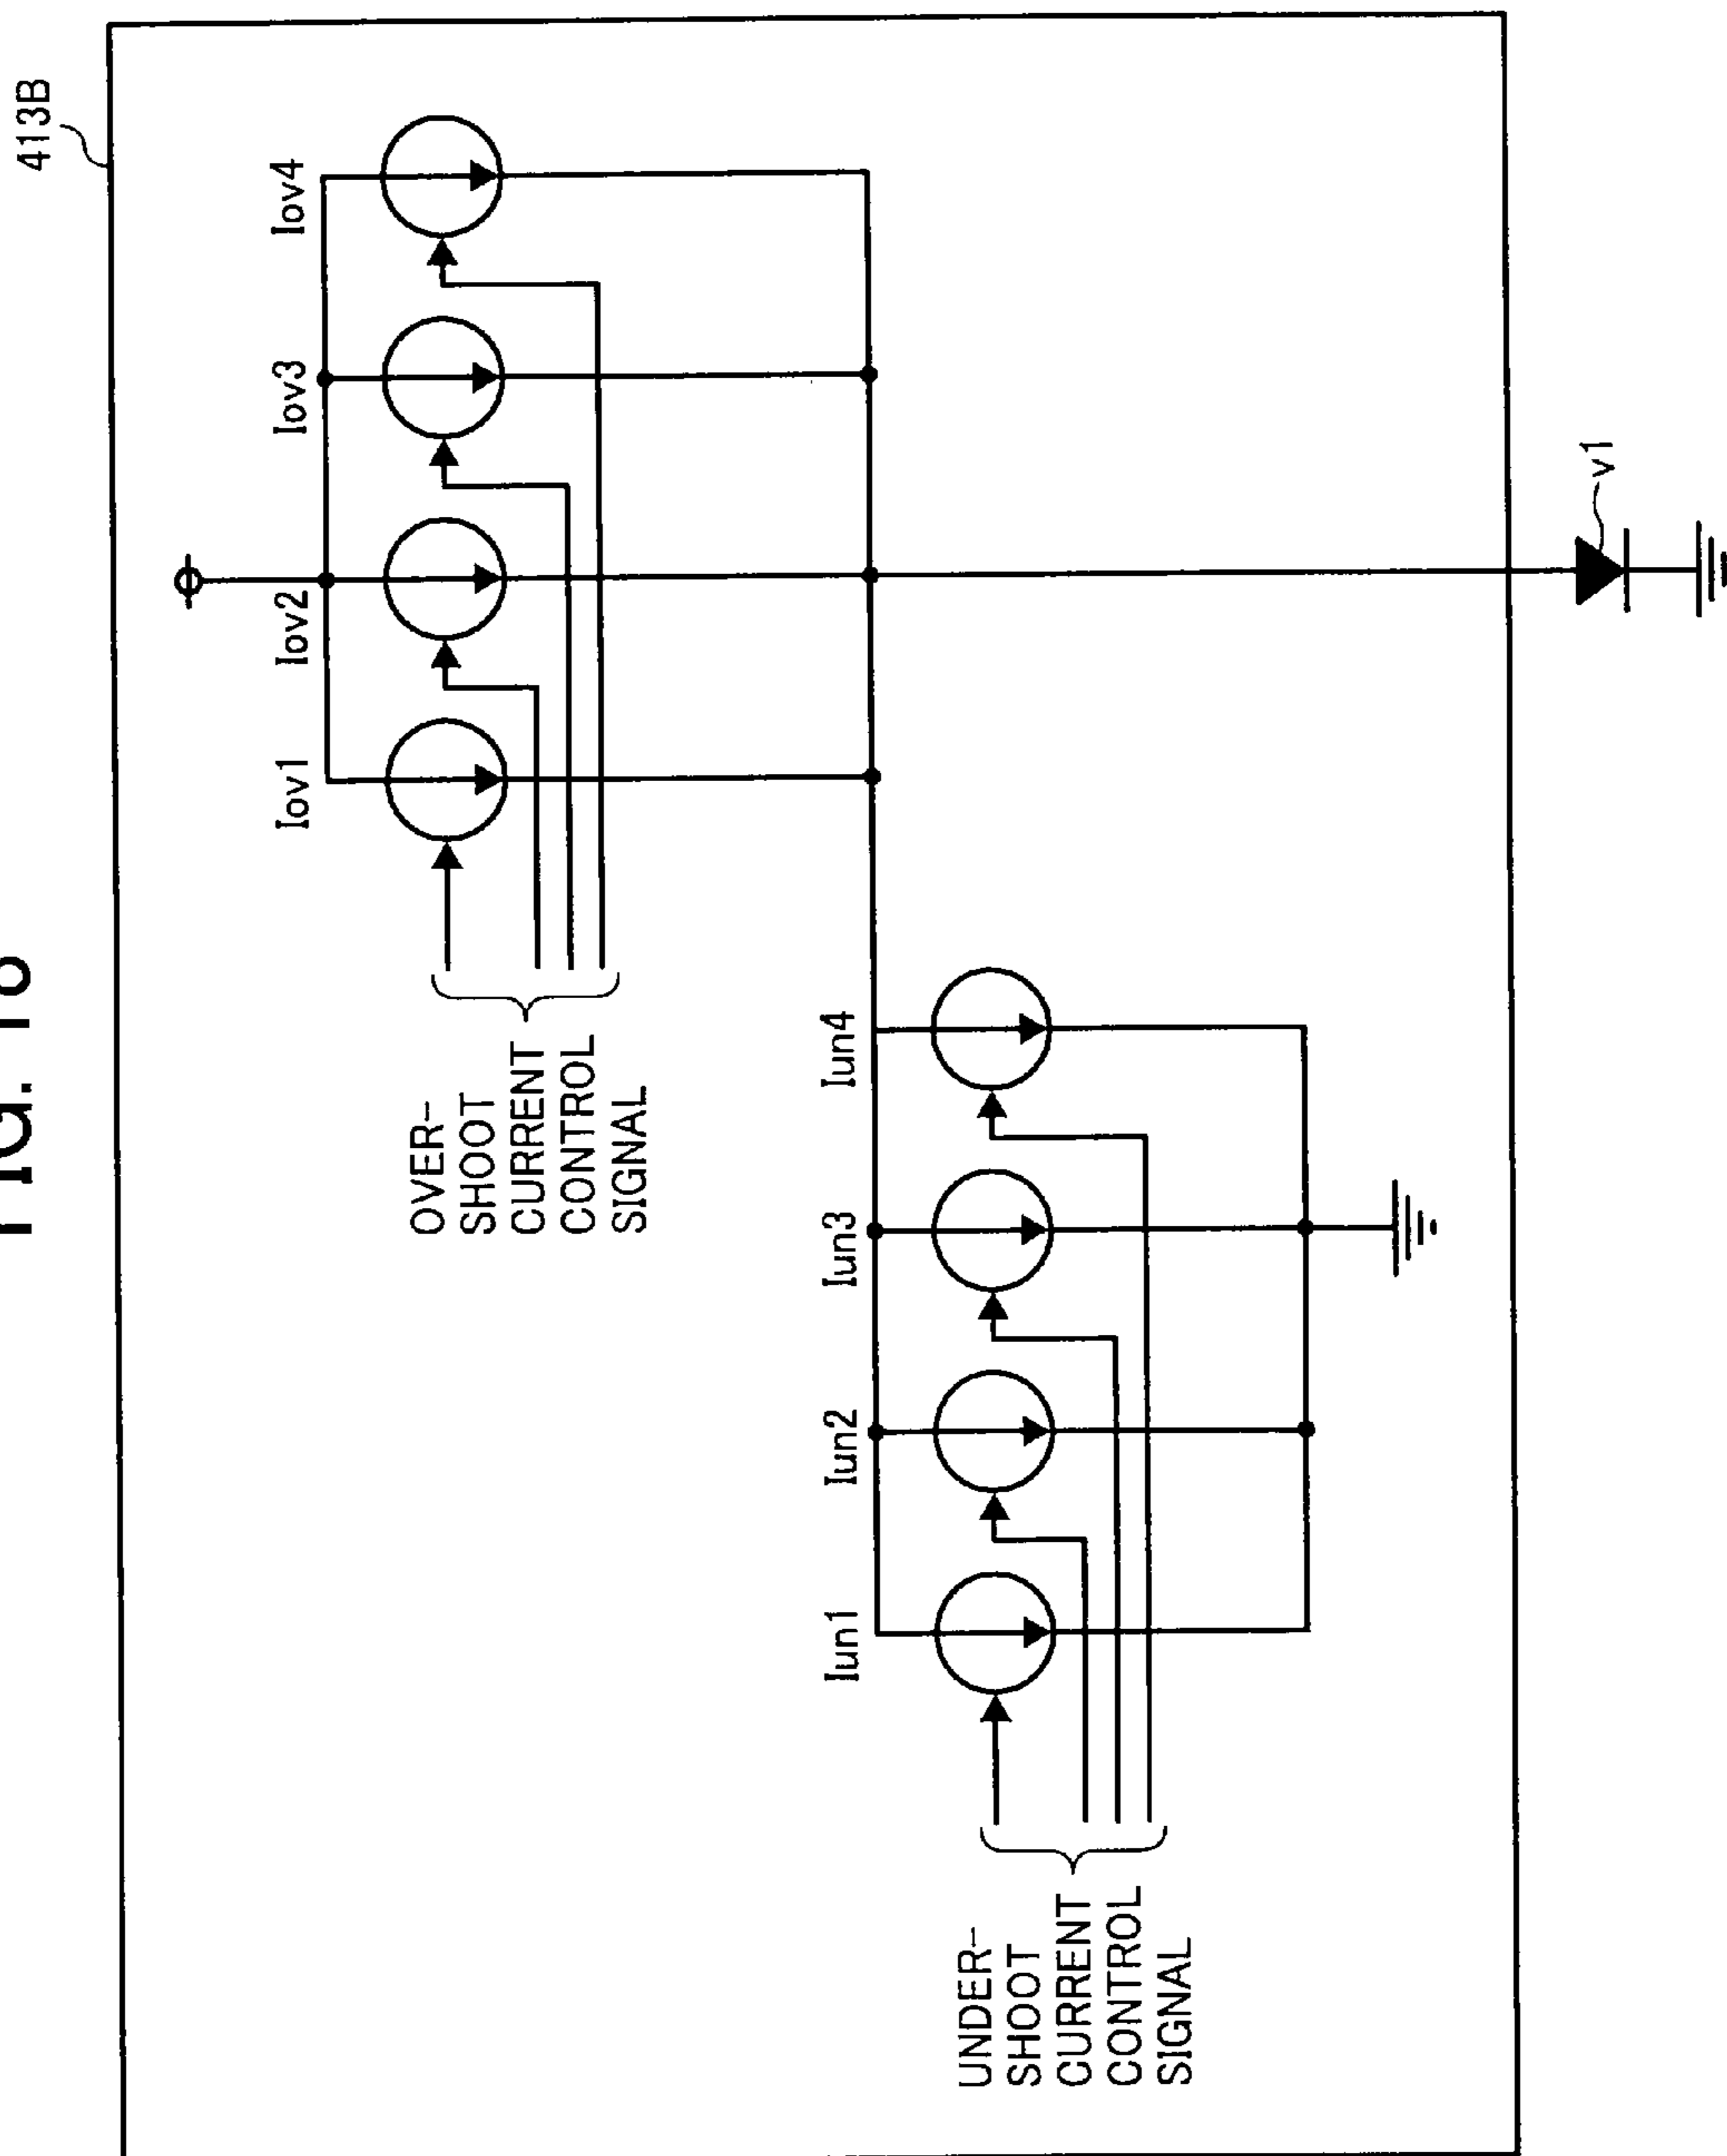 413B
Iov1
Iov2
Iov3
Iov4
OVER-
SHOOT
CURRENT
CONTROL
SIGNAL
Iun1
Iun2
Iun3
Iun4
UNDER-
SHOOT
CURRENT
CONTROL
SIGNAL
v1